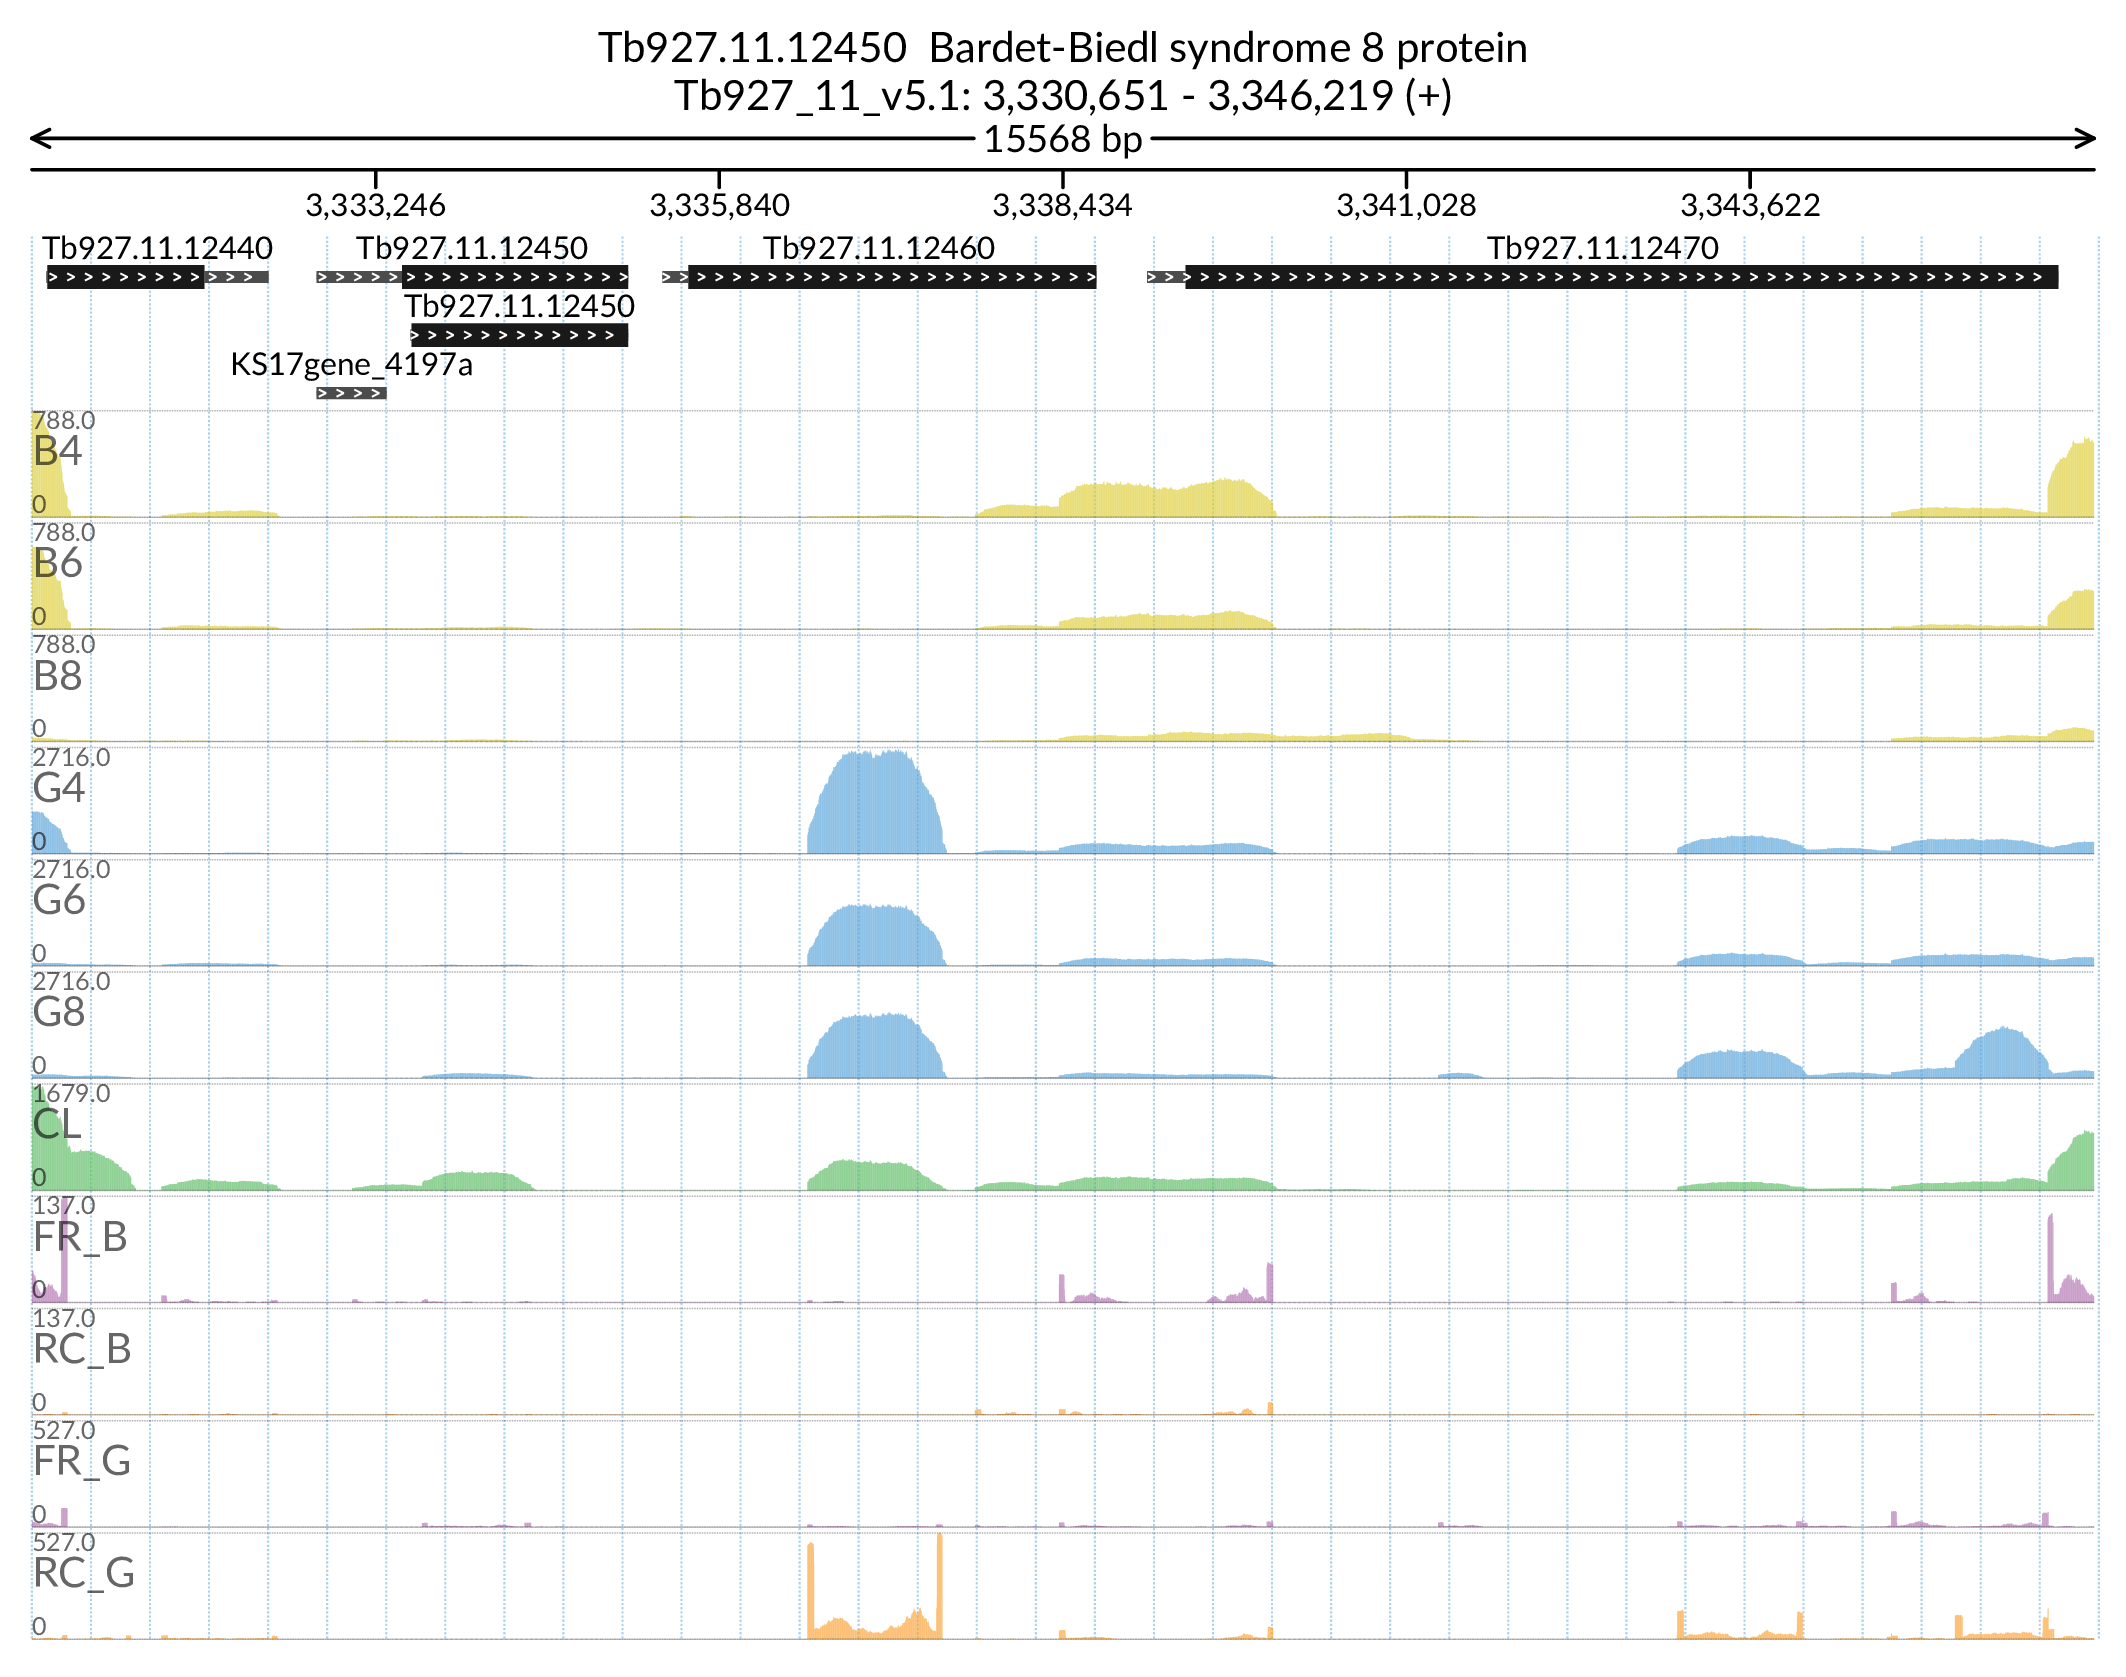 Tb927.11.12450  Bardet-Biedl syndrome 8 protein
Tb927_11_v5.1: 3,330,651 - 3,346,219 (+)
15568 bp
3,333,246 3,335,840 3,338,434 3,341,028 3,343,622
Tb927.11.12440 Tb927.11.12450 Tb927.11.12460 Tb927.11.12470
Tb927.11.12450
KS17gene_4197a
788.0
B4
0
788.0
B6
0
788.0
B8
0
2716.0
G4
0
2716.0
G6
0
2716.0
G8
0
1679.0
CL
0
137.0
FR_B
0
137.0
RC_B
0
527.0
FR_G
0
527.0
RC_G
0